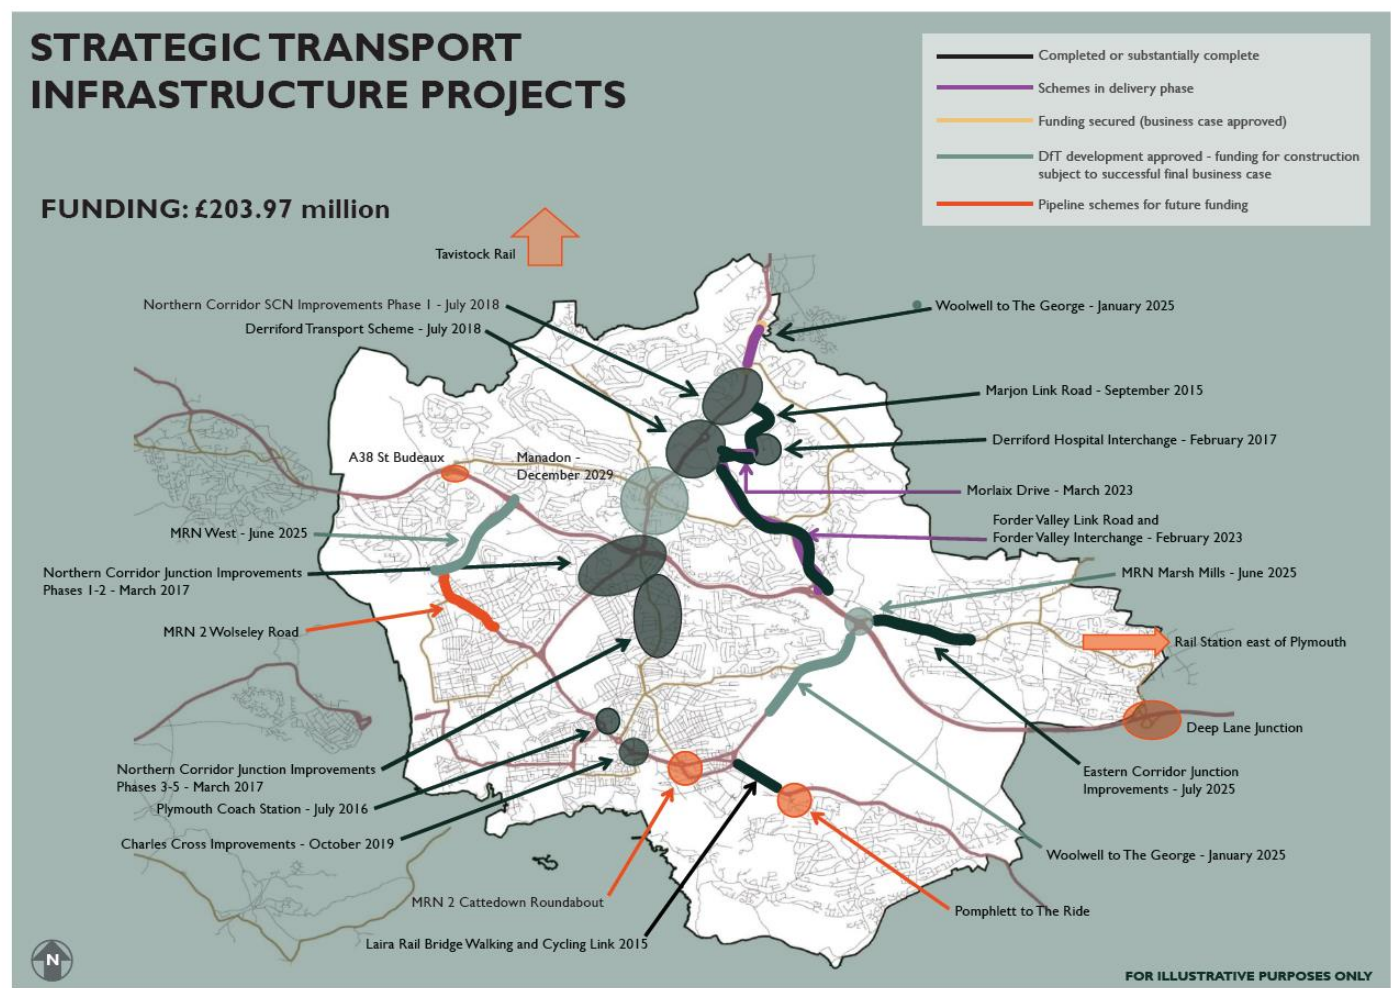 STRATEGIC TRANSPORT
INFRASTRUCTURE PROJECTS
Completed or substantially complete
Schemes in delivery phase
Funding secured (business case approved)
DfT development approved - funding for construction
subject to successful final business case
Pipeline schemes for future funding
FUNDING: £203.97 million
Tavistock Rail
Northern Corridor SCN Improvements Phase 1 - July 2018
Derriford Transport Scheme - July 2018
Woolwell to The George - January 2025
Marjon Link Road - September 2015
Derriford Hospital Interchange - February 2017
A38 St Budeaux
Manadon -
December 2029
Morlaix Drive - March 2023
Forder Valley Link Road and
Forder Valley Interchange - February 2023
MRN West - June 2025
Northern Corridor Junction Improvements
Phases 1-2 - March 2017
MRN Marsh Mills - June 2025
MRN 2 Wolseley Road
Rail Station east of Plymouth
Deep Lane Junction
Northern Corridor Junction Improvements
Phases 3-5 - March 2017
Eastern Corridor Junction
Improvements - July 2025
Plymouth Coach Station - July 2016
Charles Cross Improvements - October 2019
Woolwell to The George - January 2025
MRN 2 Cattedown Roundabout
Pomphlett to The Ride
Laira Rail Bridge Walking and Cycling Link 2015
N
FOR ILLUSTRATIVE PURPOSES ONLY